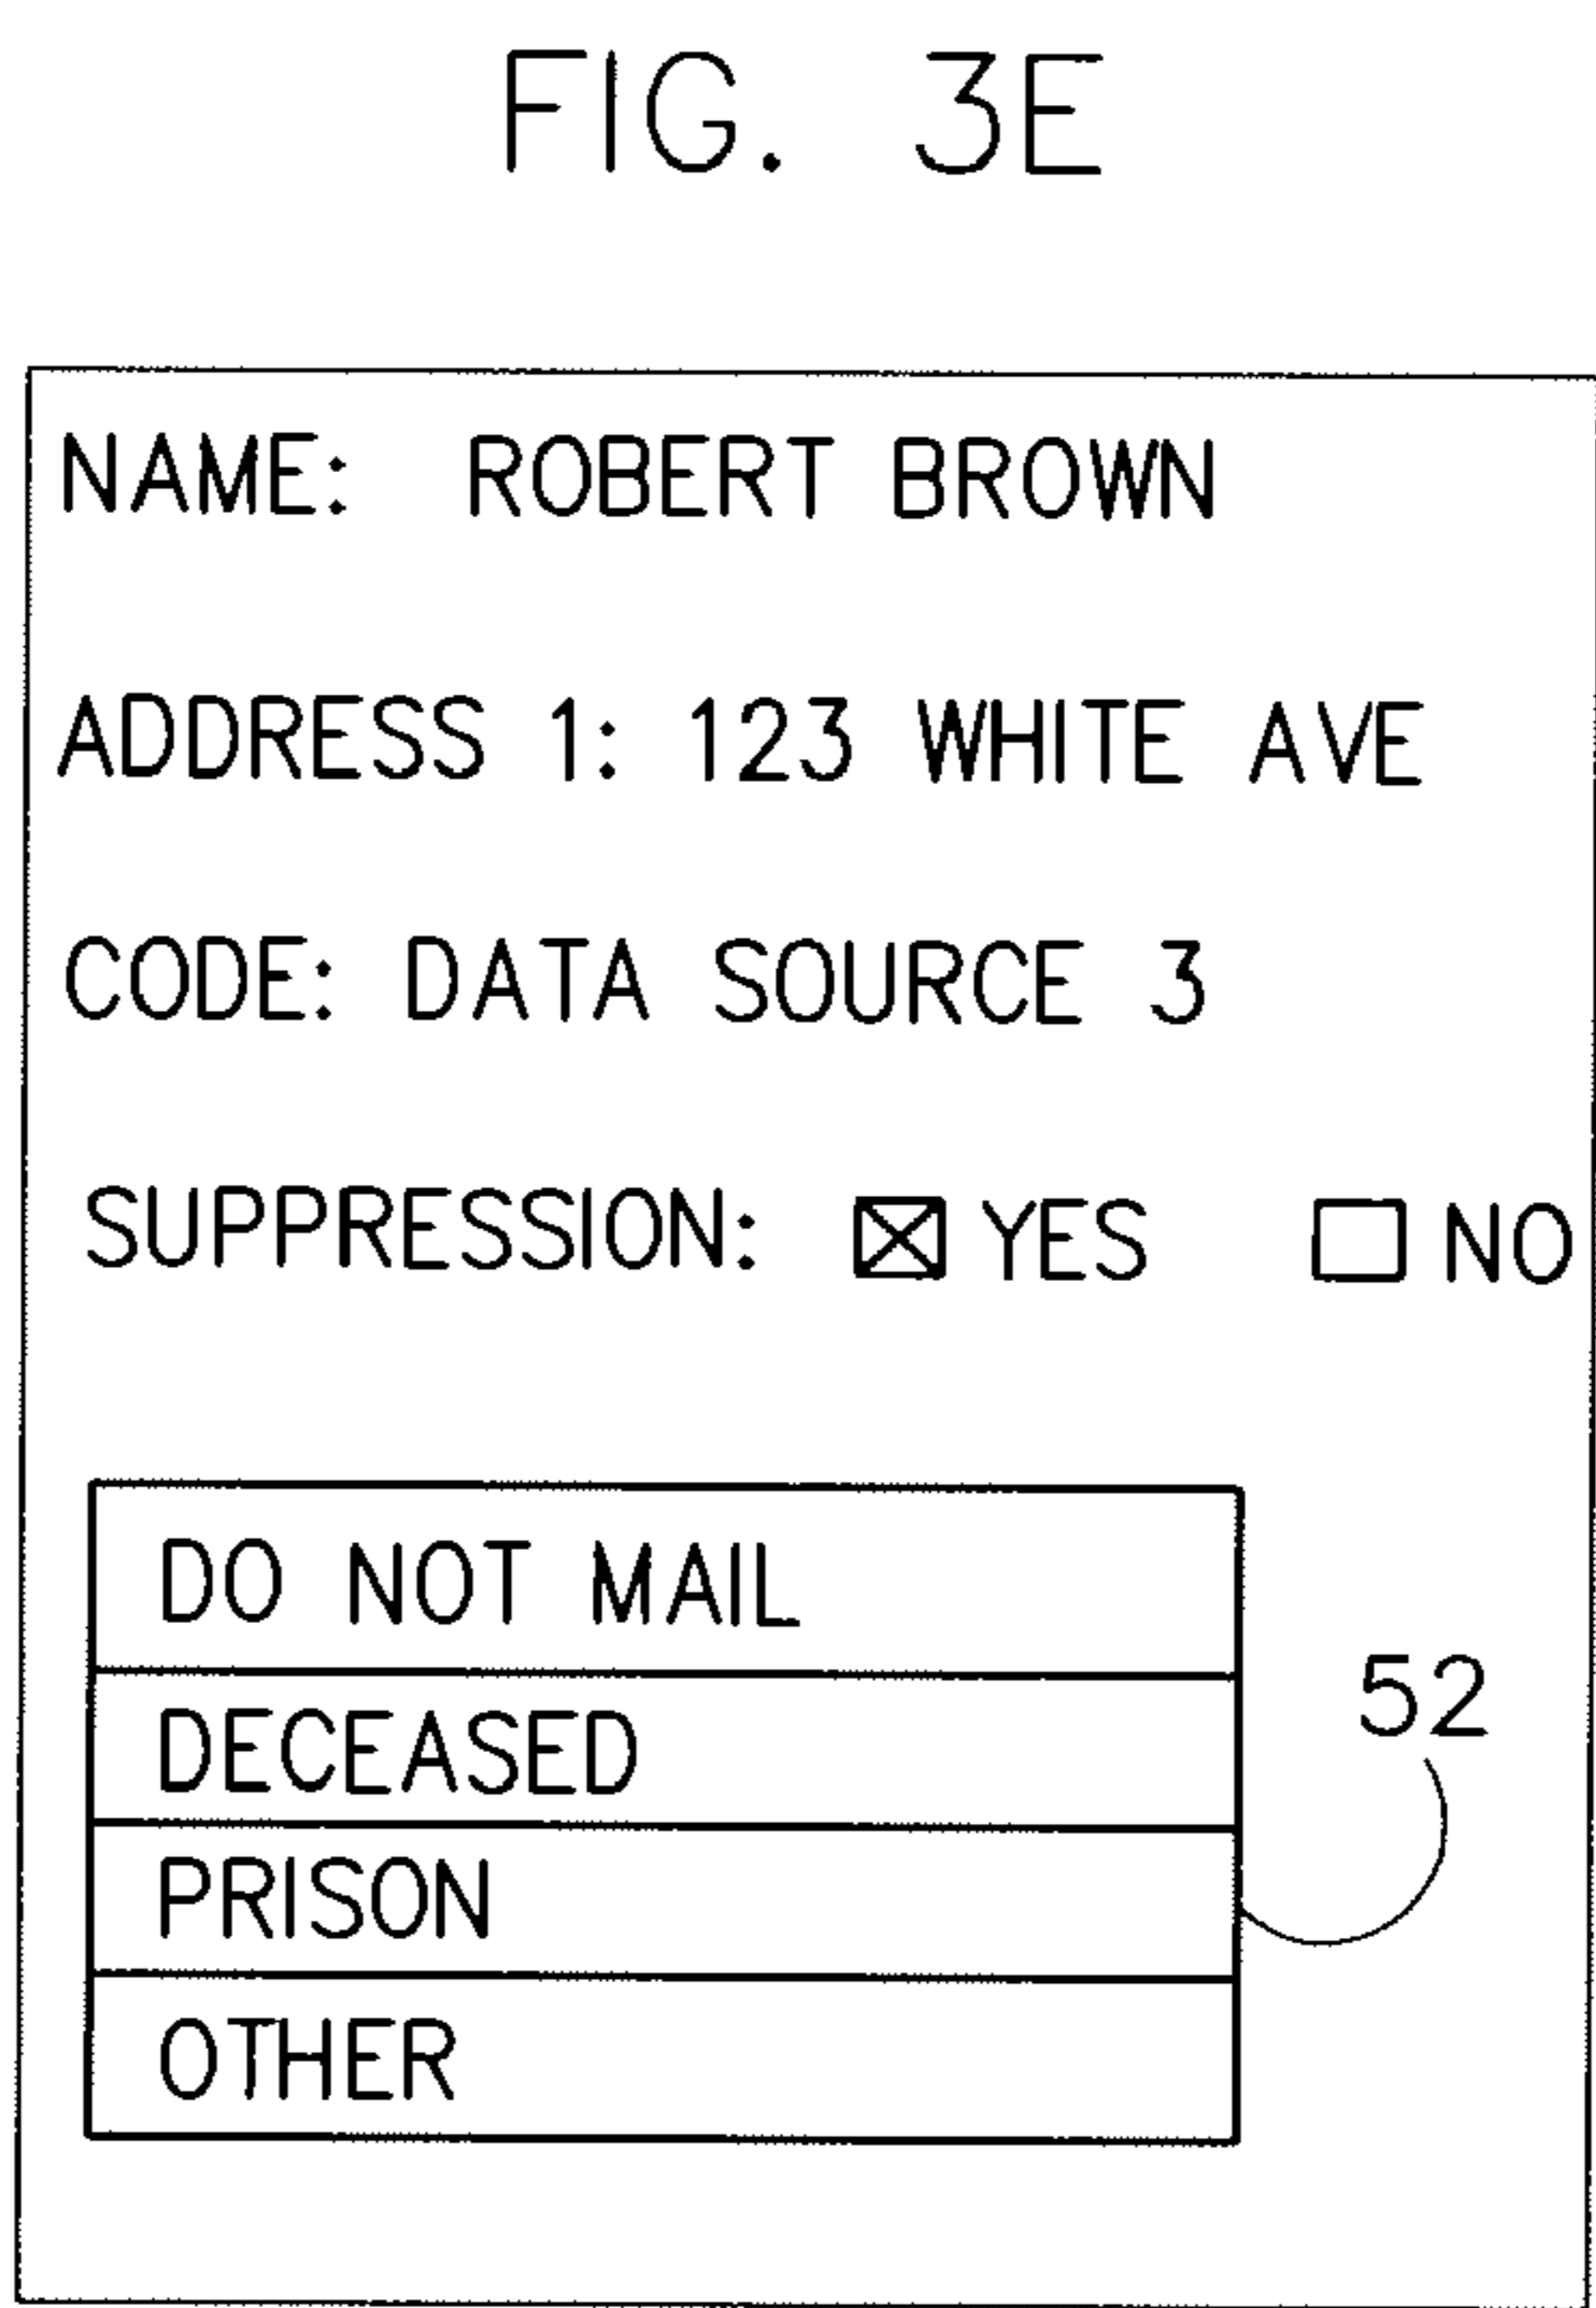 FIG. 3E
NAME: ROBERT BROWN
ADDRESS 1: 123 WHITE AVE
CODE: DATA SOURCE 3
SUPPRESSION: ☒ YES ☐ NO
DO NOT MAIL
DECEASED
52
PRISON
OTHER